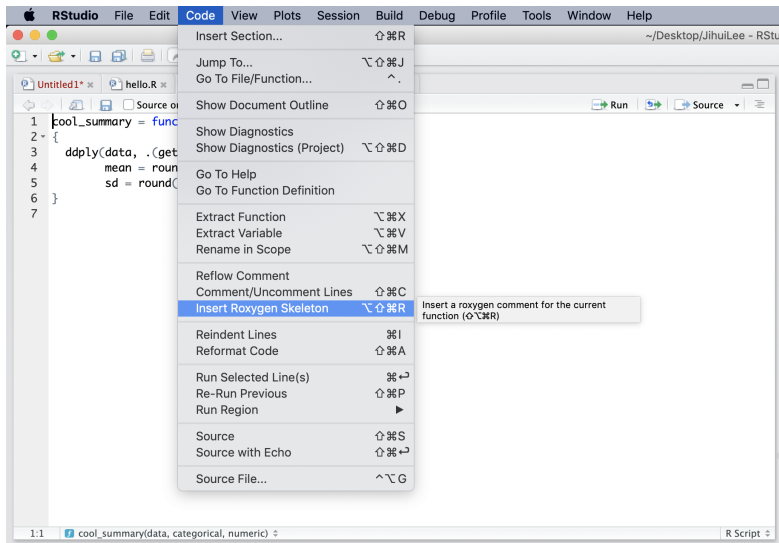 RStudio File Edit Code View Plots Session Build Debug Profile Tools Window Help
~/Desktop/JihuiLee - RStu
Untitled1* × hello.R ×
Source or
Run Source
1 cool_summary = func
2 {
3 ddply(data, .(get
4 mean = roun
5 sd = round(
6 }
7
Insert Section... ⇧⌘R
Jump To... ⌥⇧⌘J
Go To File/Function... ⌃.
Show Document Outline ⇧⌘O
Show Diagnostics
Show Diagnostics (Project) ⌥⇧⌘D
Go To Help
Go To Function Definition
Extract Function ⌥⌘X
Extract Variable ⌥⌘V
Rename in Scope ⌥⇧⌘M
Reflow Comment
Comment/Uncomment Lines ⇧⌘C
Insert Roxygen Skeleton ⌥⇧⌘R
Insert a roxygen comment for the current
function (⇧⌥⌘R)
Reindent Lines ⌘I
Reformat Code ⇧⌘A
Run Selected Line(s) ⌘↩
Re-Run Previous ⇧⌘P
Run Region ▶
Source ⇧⌘S
Source with Echo ⇧⌘↩
Source File... ⌃⌥G
1:1 cool_summary(data, categorical, numeric) R Script